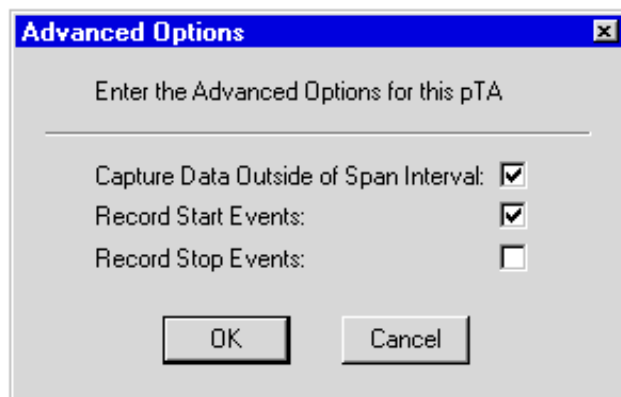 Advanced Options
Enter the Advanced Options for this pTA
Capture Data Outside of Span Interval:
Record Start Events:
Record Stop Events:
OK Cancel